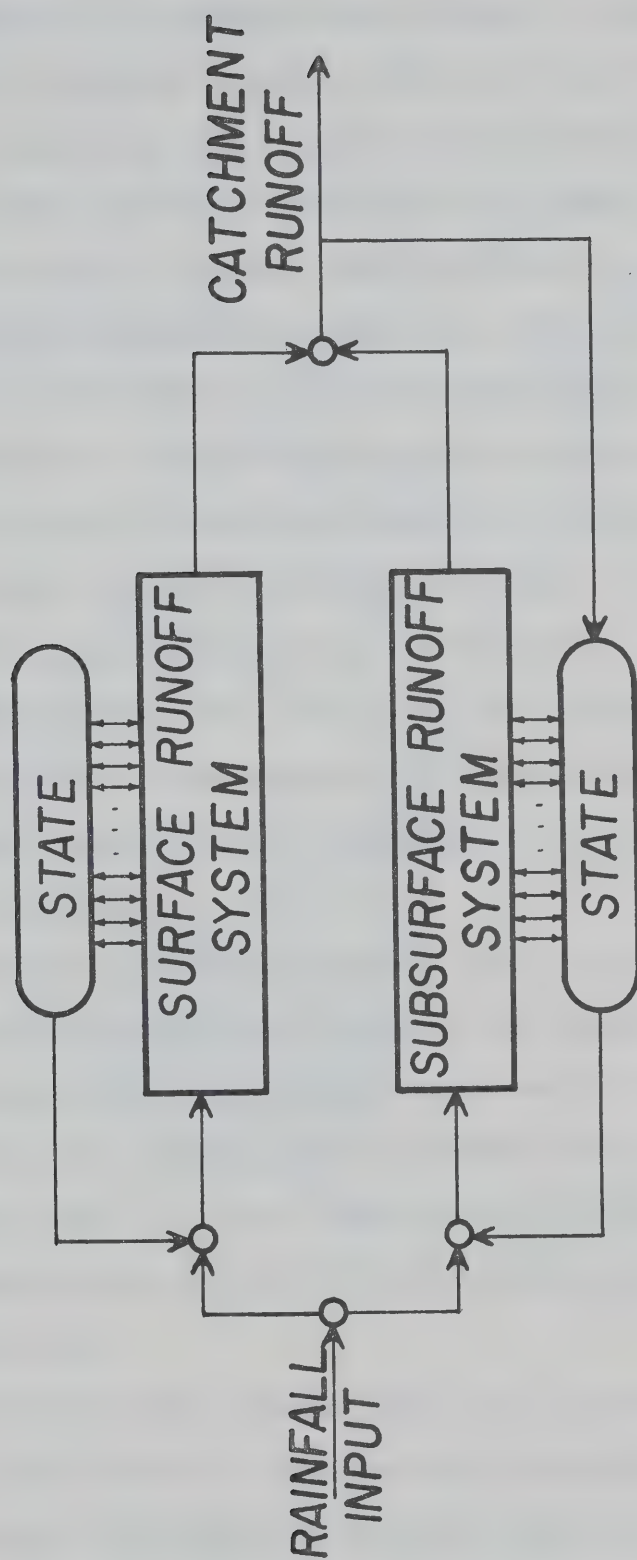 RAINFALL
INPUT
STATE
SURFACE RUNOFF
SYSTEM
SUBSURFACE RUNOFF
SYSTEM
STATE
CATCHMENT
RUNOFF